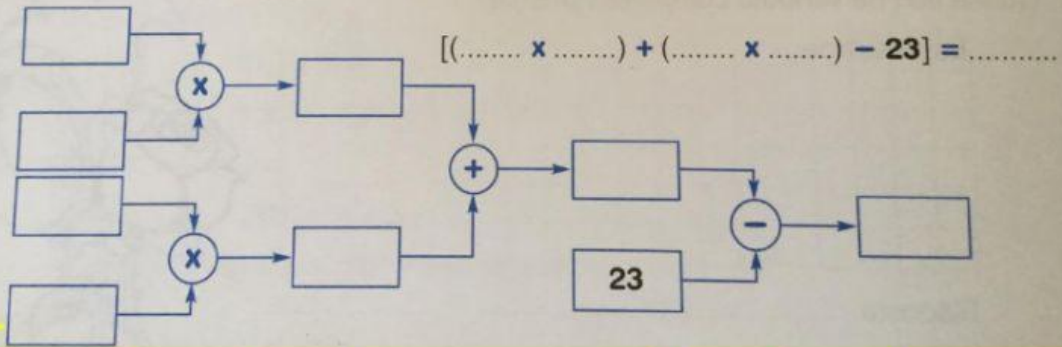 [(....... x .......) + (....... x .......) − 23] = ...........
x
+
x
−
23